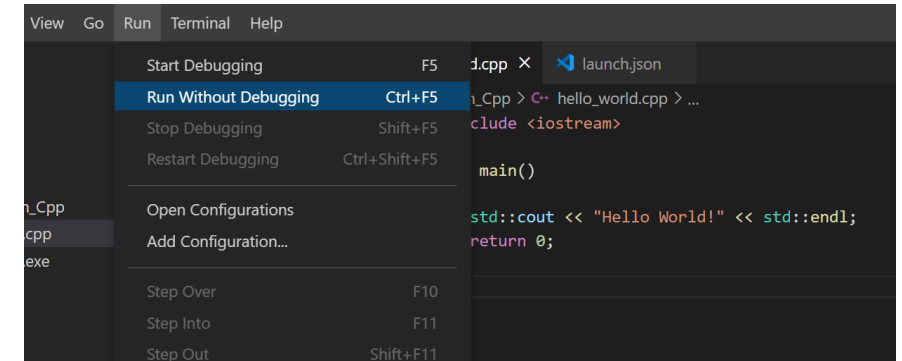 View Go Run Terminal Help
Start Debugging F5
Run Without Debugging Ctrl+F5
Stop Debugging Shift+F5
Restart Debugging Ctrl+Shift+F5
Open Configurations
Add Configuration...
Step Over F10
Step Into F11
Step Out Shift+F11
n_Cpp
.cpp
.exe
d.cpp × launch.json
n_Cpp > C++ hello_world.cpp > ...
clude <iostream>
main()
std::cout << "Hello World!" << std::endl;
return 0;